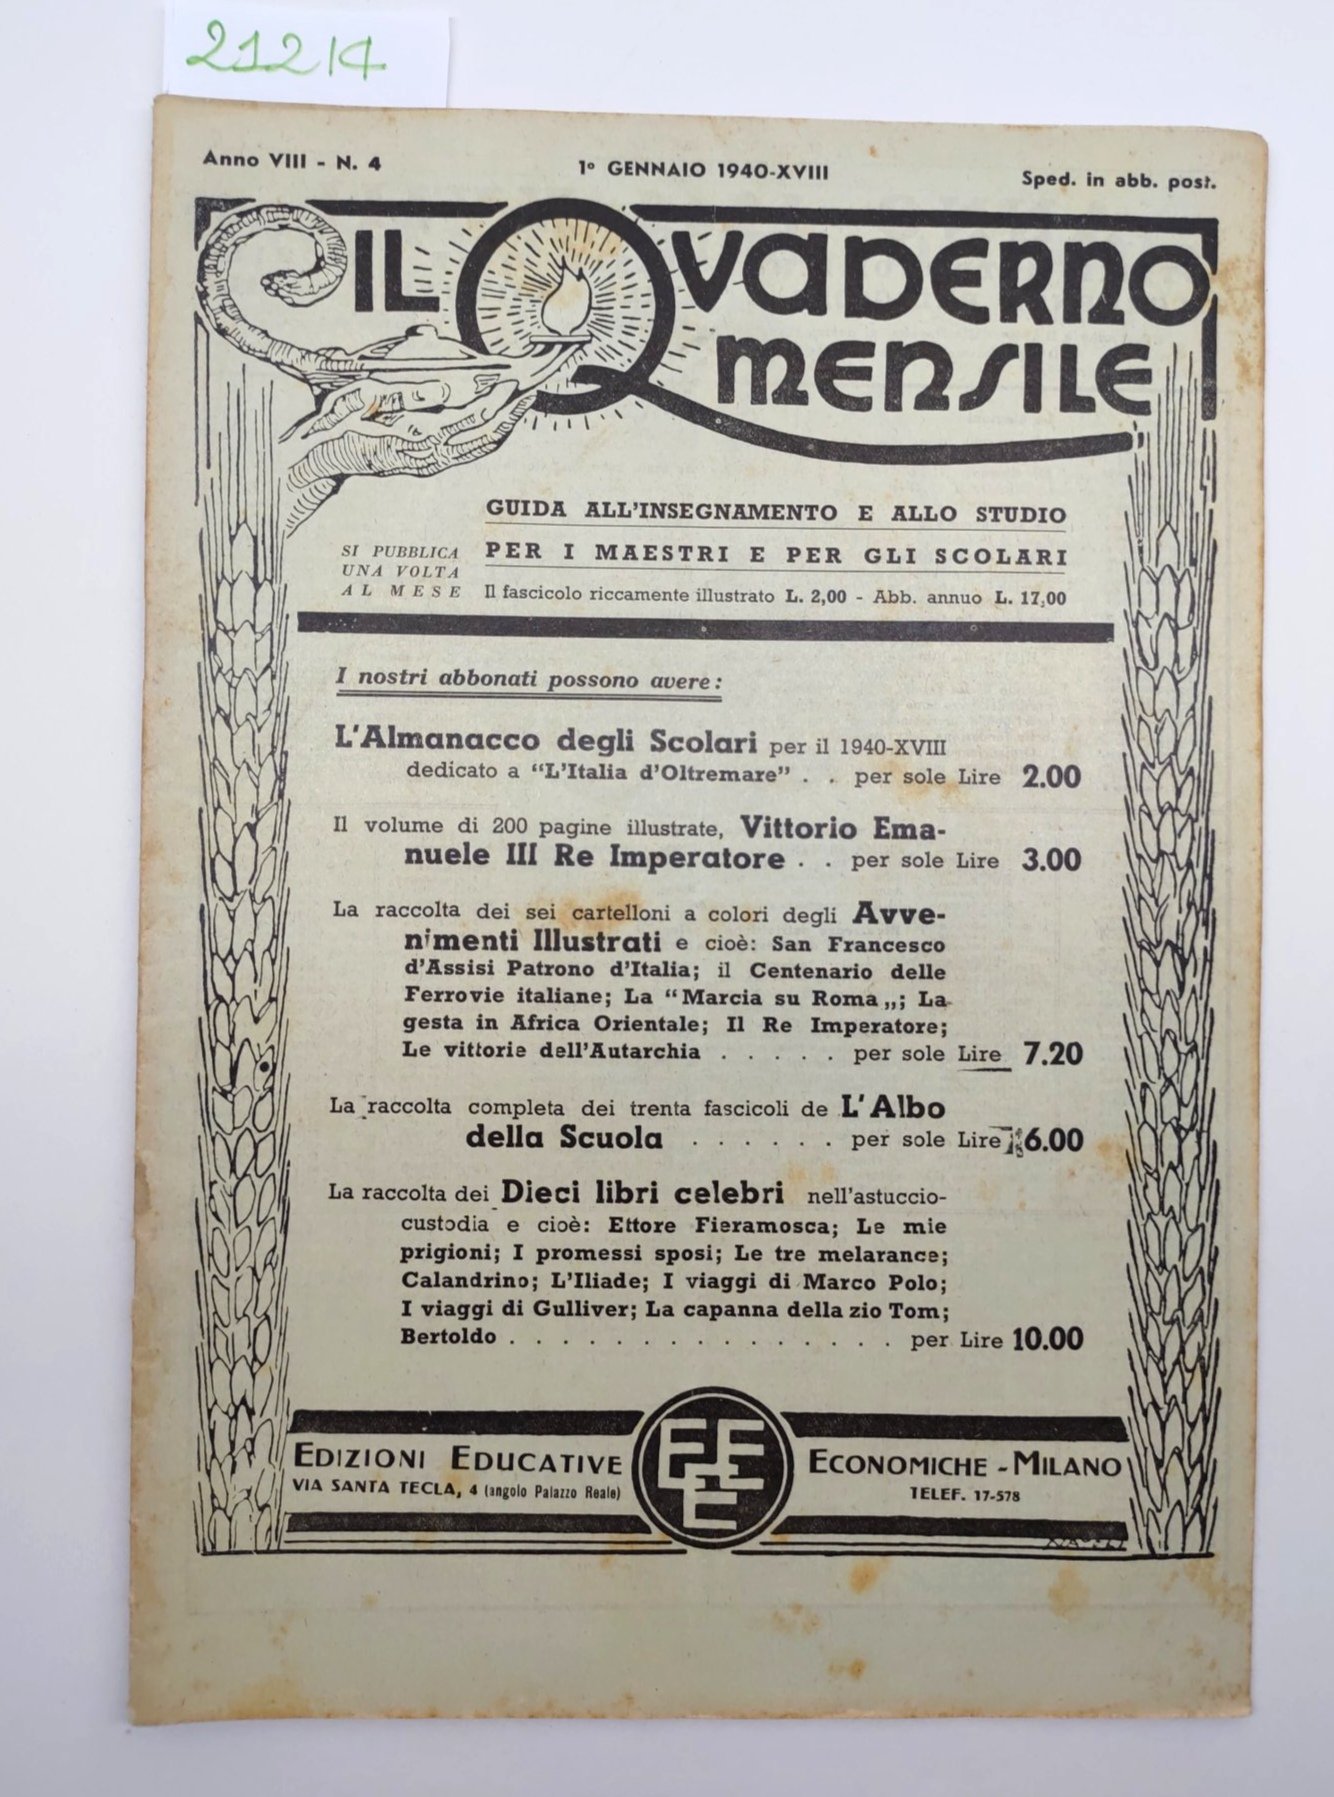 21214
Anno VIII - N. 4
1º GENNAIO 1940-XVIII
Sped. in abb. post.
IL QVADERNO
MENSILE
GUIDA ALL'INSEGNAMENTO E ALLO STUDIO
PER I MAESTRI E PER GLI SCOLARI
SI PUBBLICA
UNA VOLTA
AL MESE
Il fascicolo riccamente illustrato L. 2,00 - Abb. annuo L. 17,00
I nostri abbonati possono avere:
L'Almanacco degli Scolari per il 1940-XVIII
dedicato a "L'Italia d'Oltremare" . . per sole Lire 2.00
Il volume di 200 pagine illustrate, Vittorio Ema-
nuele III Re Imperatore . . per sole Lire 3.00
La raccolta dei sei cartelloni a colori degli Avve-
nimenti Illustrati e cioè: San Francesco
d'Assisi Patrono d'Italia; il Centenario delle
Ferrovie italiane; La "Marcia su Roma„; La
gesta in Africa Orientale; Il Re Imperatore;
Le vittorie dell'Autarchia . . . . . per sole Lire 7.20
La raccolta completa dei trenta fascicoli de L'Albo
della Scuola . . . . . . per sole Lire 6.00
La raccolta dei Dieci libri celebri nell'astuccio-
custodia e cioè: Ettore Fieramosca; Le mie
prigioni; I promessi sposi; Le tre melarance;
Calandrino; L'Iliade; I viaggi di Marco Polo;
I viaggi di Gulliver; La capanna della zio Tom;
Bertoldo . . . . . . . . . . . . . . . per Lire 10.00
EDIZIONI EDUCATIVE
VIA SANTA TECLA, 4 (angolo Palazzo Reale)
EEE
ECONOMICHE - MILANO
TELEF. 17-578